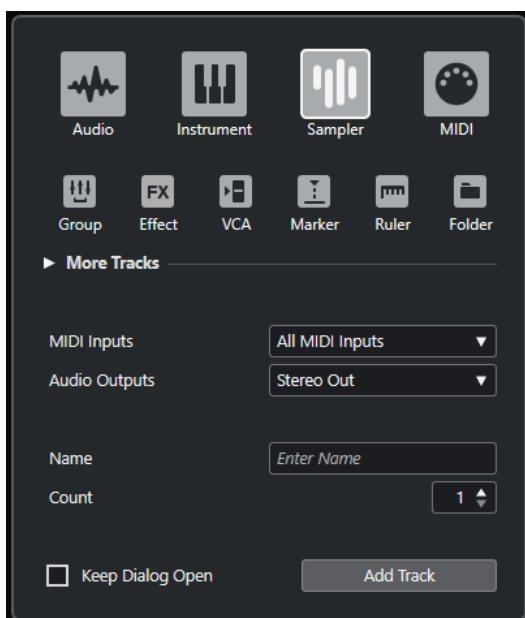 Audio Instrument Sampler MIDI
FX
Group Effect VCA Marker Ruler Folder
More Tracks
MIDI Inputs All MIDI Inputs
Audio Outputs Stereo Out
Name Enter Name
Count 1
Keep Dialog Open Add Track